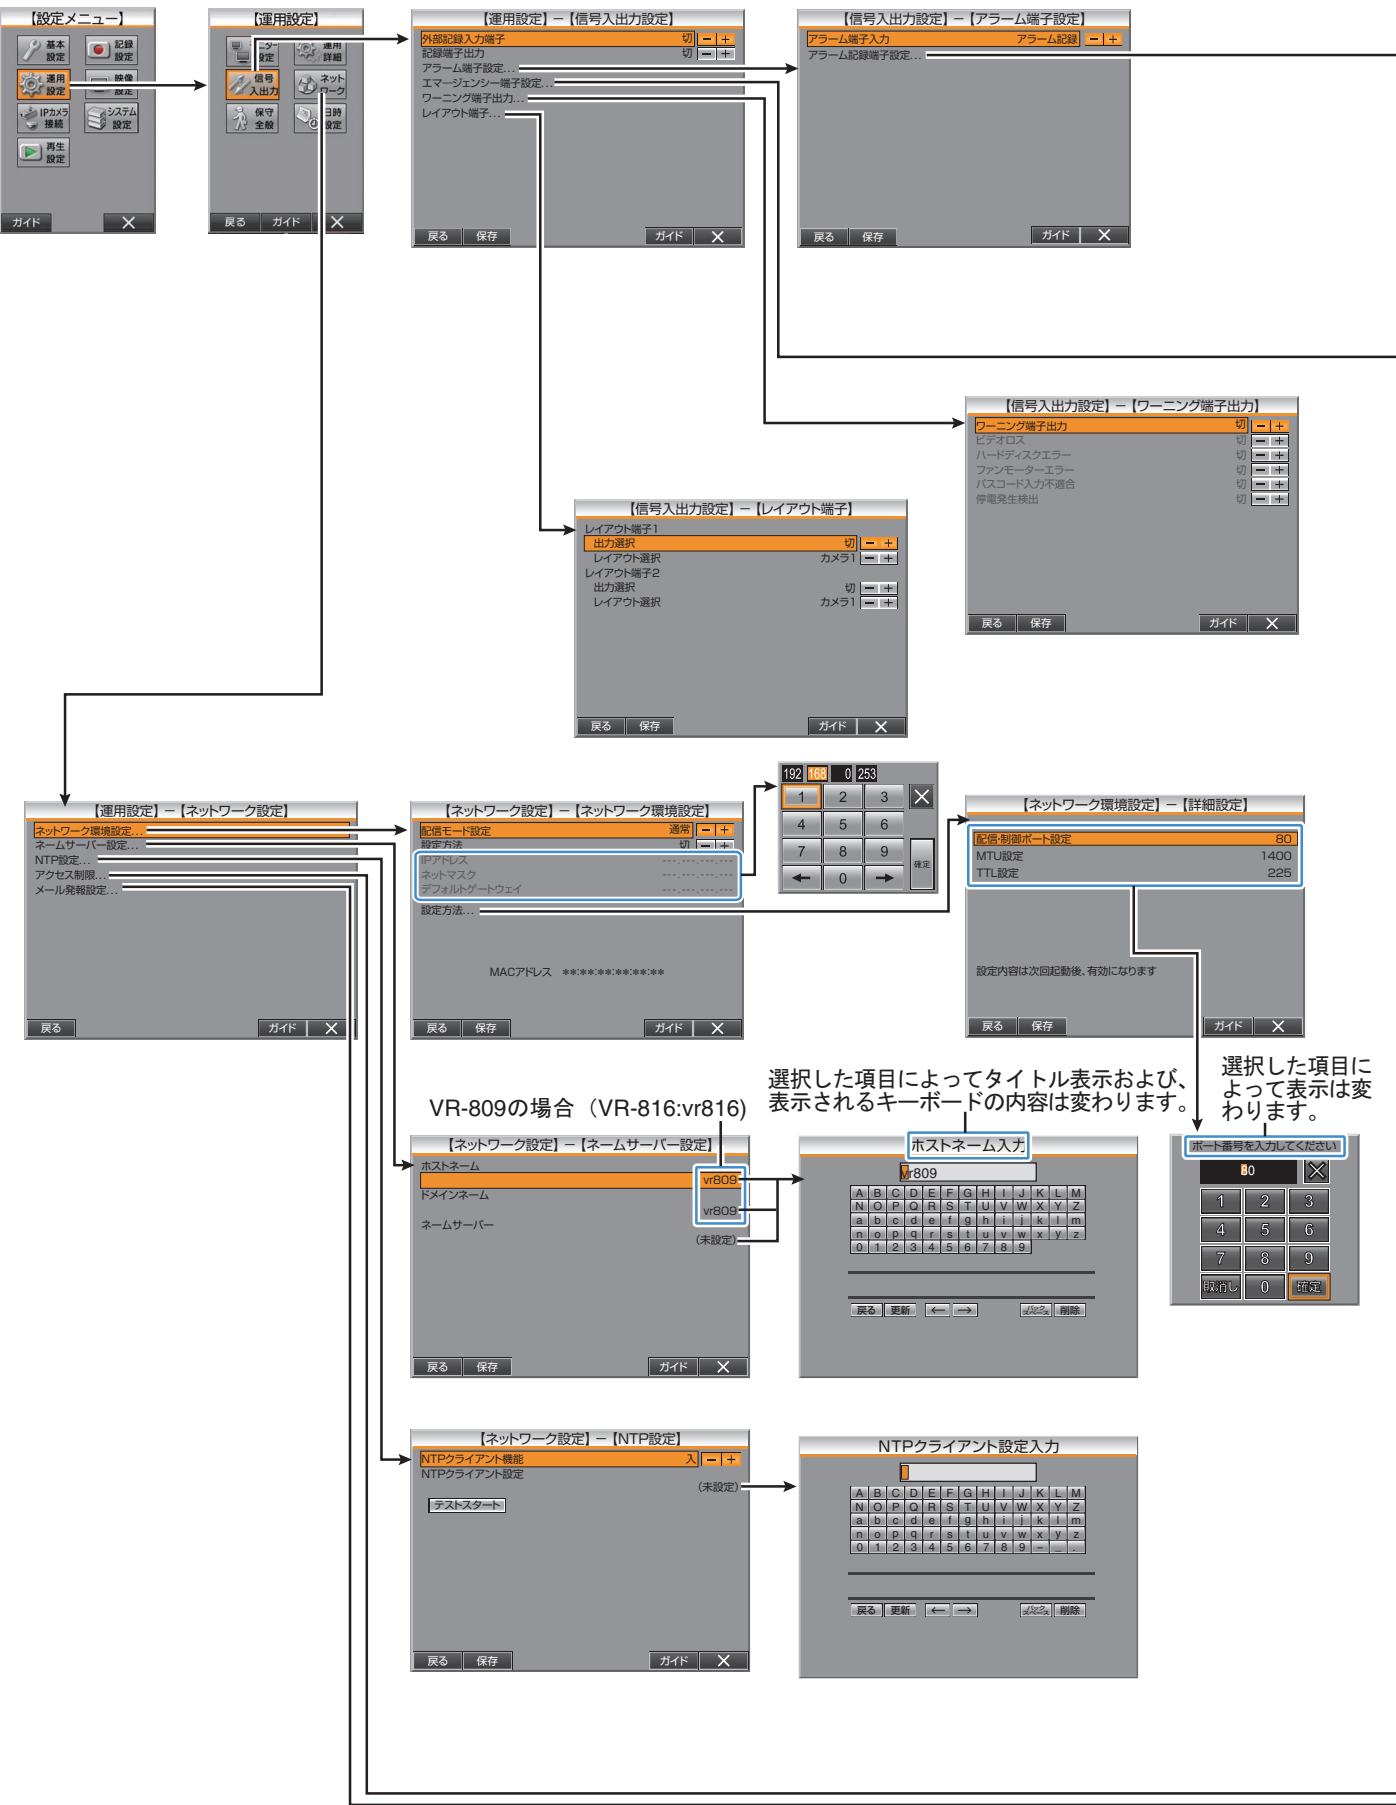 【設定メニュー】
基本
設定
記録
設定
運用
設定
映像
設定
IPカメラ
接続
システム
設定
再生
設定
ガイド
【運用設定】
設定
運用
詳細
信号
入出力
ネット
ワーク
保守
全般
日時
設定
戻る ガイド
【運用設定】－【信号入出力設定】
外部記録入力端子 切 － ＋
記録端子出力 切 － ＋
アラーム端子設定...
エマージェンシー端子設定...
ワーニング端子出力...
レイアウト端子...
戻る 保存 ガイド
【信号入出力設定】－【アラーム端子設定】
アラーム端子入力 アラーム記録 － ＋
アラーム記録端子設定...
戻る 保存 ガイド
【信号入出力設定】－【ワーニング端子出力】
ワーニング端子出力 切 － ＋
ビデオロス 切 － ＋
ハードディスクエラー 切 － ＋
ファンモーターエラー 切 － ＋
パスコード入力不適合 切 － ＋
停電発生検出 切 － ＋
戻る 保存 ガイド
【信号入出力設定】－【レイアウト端子】
レイアウト端子1
出力選択 切 － ＋
レイアウト選択 カメラ1 － ＋
レイアウト端子2
出力選択 切 － ＋
レイアウト選択 カメラ1 － ＋
戻る 保存 ガイド
【運用設定】－【ネットワーク設定】
ネットワーク環境設定...
ネームサーバー設定...
NTP設定...
アクセス制限...
メール発報設定...
戻る ガイド
【ネットワーク設定】－【ネットワーク環境設定】
配信モード設定 通常 － ＋
設定方法 切 － ＋
IPアドレス ---.---.---.---
ネットマスク ---.---.---.---
デフォルトゲートウェイ ---.---.---.---
設定方法...
MACアドレス **:**:**:**:**:**
戻る 保存 ガイド
192 168 0 253
1 2 3
4 5 6
7 8 9
確定
← 0 →
【ネットワーク環境設定】－【詳細設定】
配信・制御ポート設定 80
MTU設定 1400
TTL設定 225
設定内容は次回起動後、有効になります
戻る 保存 ガイド
選択した項目に
よって表示は変
わります。
ポート番号を入力してください
80
1 2 3
4 5 6
7 8 9
取消し 0 確定
選択した項目によってタイトル表示および、
表示されるキーボードの内容は変わります。
VR-809の場合（VR-816:vr816)
【ネットワーク設定】－【ネームサーバー設定】
ホストネーム
vr809
ドメインネーム
vr809
ネームサーバー
(未設定)
戻る 保存 ガイド
ホストネーム入力
vr809
A B C D E F G H I J K L M
N O P Q R S T U V W X Y Z
a b c d e f g h i j k l m
n o p q r s t u v w x y z
0 1 2 3 4 5 6 7 8 9
戻る 更新 ← → バックスペース 削除
【ネットワーク設定】－【NTP設定】
NTPクライアント機能 入 － ＋
NTPクライアント設定
(未設定)
テストスタート
戻る 保存 ガイド
NTPクライアント設定入力
A B C D E F G H I J K L M
N O P Q R S T U V W X Y Z
a b c d e f g h i j k l m
n o p q r s t u v w x y z
0 1 2 3 4 5 6 7 8 9 - _ .
戻る 更新 ← → バックスペース 削除